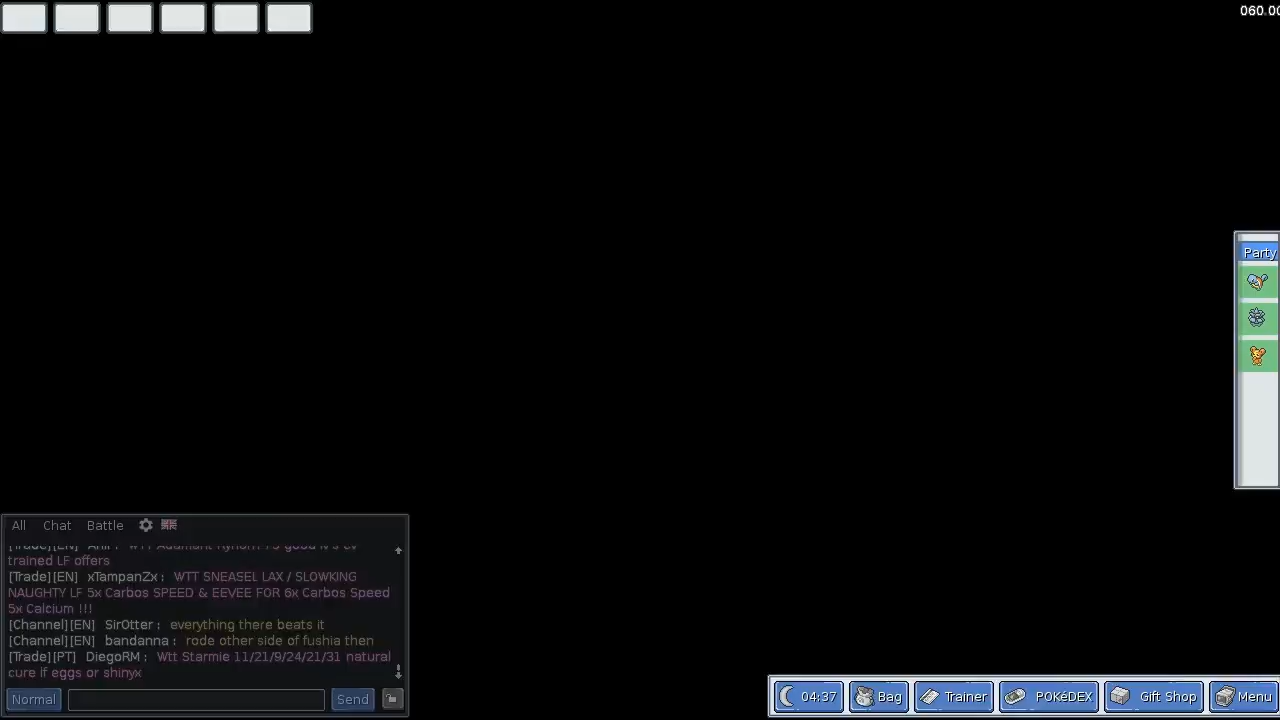 060.00
Party
All Chat Battle
trained LF offers
[Trade][EN] xTampanZx : WTT SNEASEL LAX / SLOWKING
NAUGHTY LF 5x Carbos SPEED & EEVEE FOR 6x Carbos Speed
5x Calcium !!!
[Channel][EN] SirOtter : everything there beats it
[Channel][EN] bandanna : rode other side of fushia then
[Trade][PT] DiegoRM : Wtt Starmie 11/21/9/24/21/31 natural
cure if eggs or shinyx
Normal Send
04:37 Bag Trainer POKéDEX Gift Shop Menu